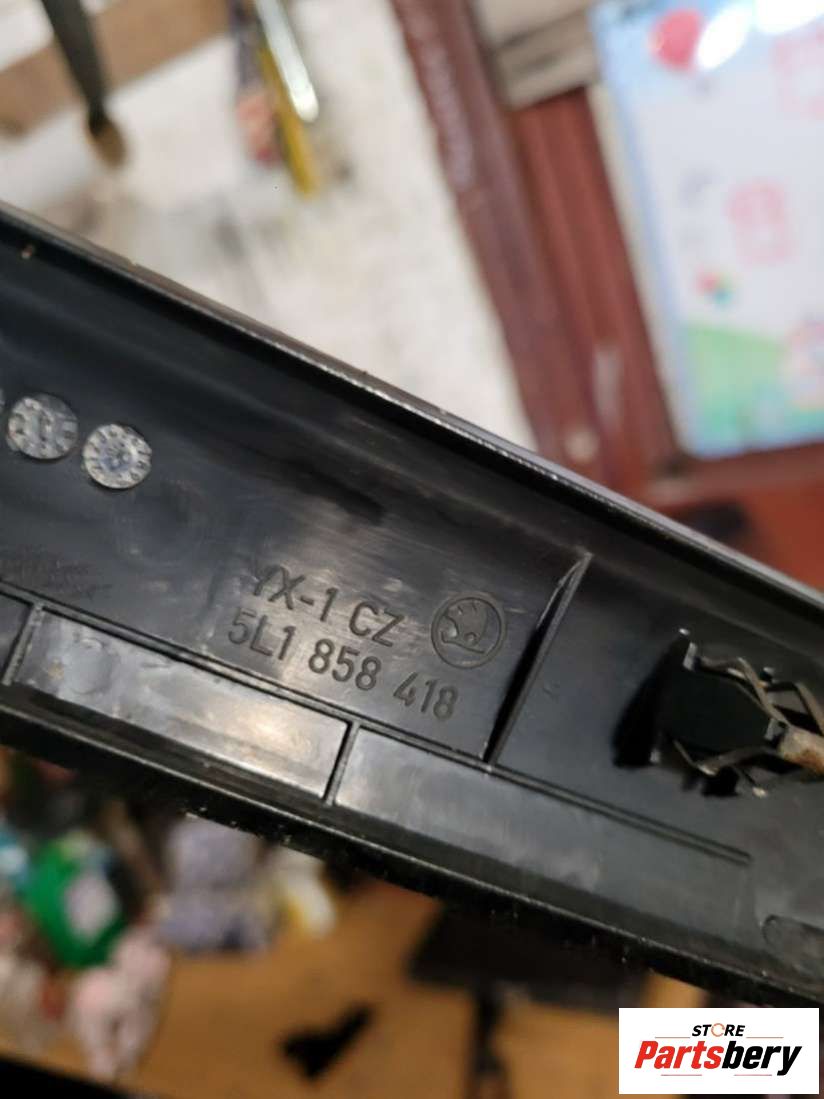 YX-1 CZ
5L1 858 418
STORE
Partsbery